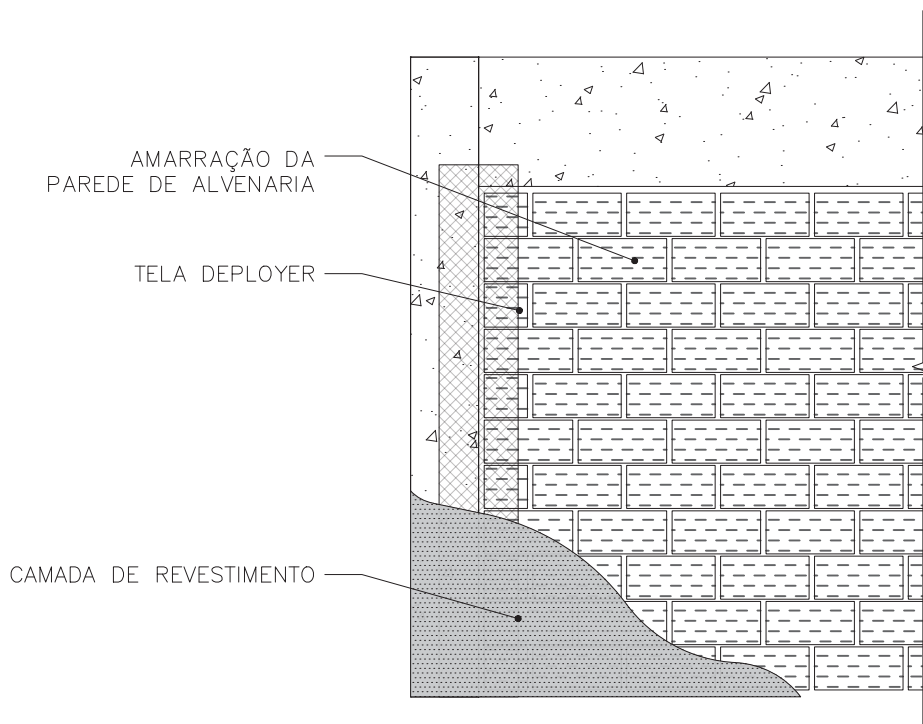 AMARRAÇÃO DA
PAREDE DE ALVENARIA
TELA DEPLOYER
CAMADA DE REVESTIMENTO